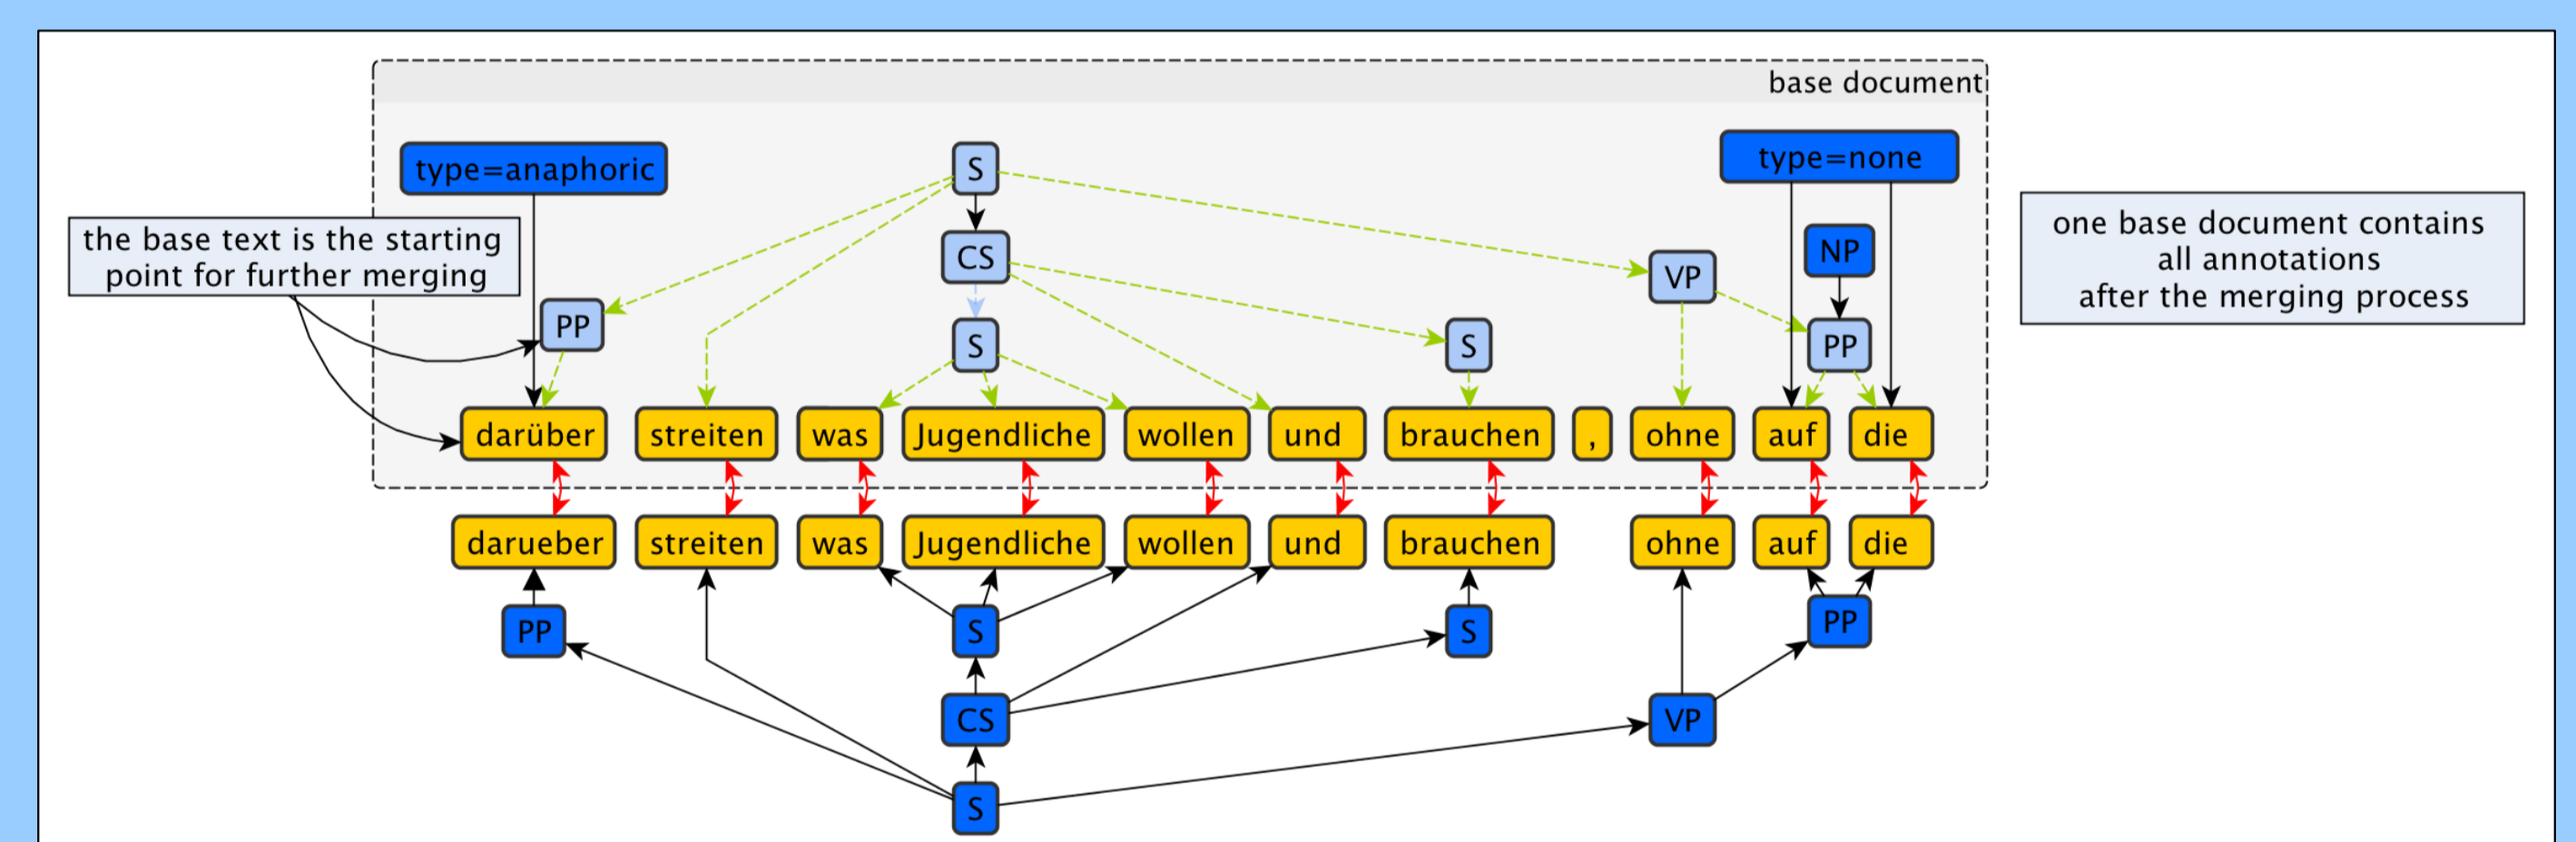 base document
type=anaphoric
S
type=none
the base text is the starting
point for further merging
one base document contains
all annotations
after the merging process
CS
VP
NP
PP
S
S
PP
darüber streiten was Jugendliche wollen und brauchen , ohne auf die
darueber streiten was Jugendliche wollen und brauchen ohne auf die
PP S S PP
CS VP
S